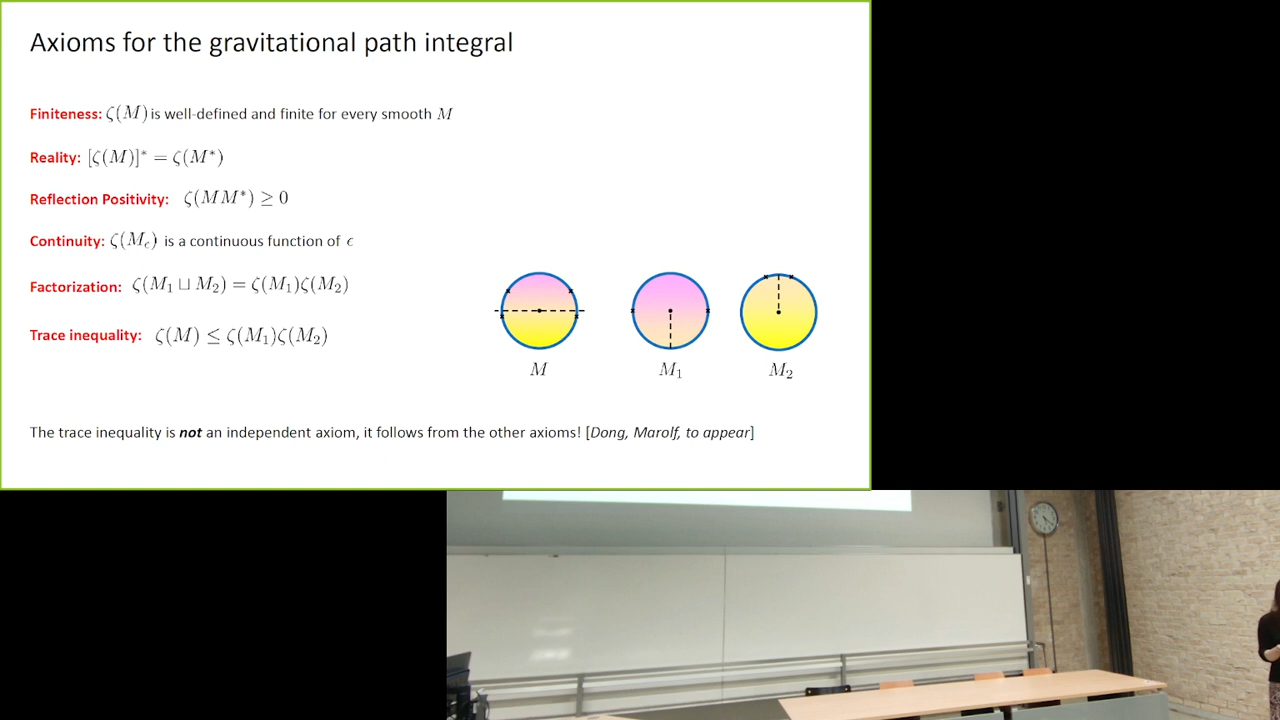 Axioms for the gravitational path integral
Finiteness: ζ(M) is well-defined and finite for every smooth M
Reality: [ζ(M)]* = ζ(M*)
Reflection Positivity: ζ(MM*) ≥ 0
Continuity: ζ(M_ϵ) is a continuous function of ϵ
Factorization: ζ(M₁ ⊔ M₂) = ζ(M₁)ζ(M₂)
Trace inequality: ζ(M) ≤ ζ(M₁)ζ(M₂)
M M₁ M₂
The trace inequality is not an independent axiom, it follows from the other axioms! [Dong, Marolf, to appear]